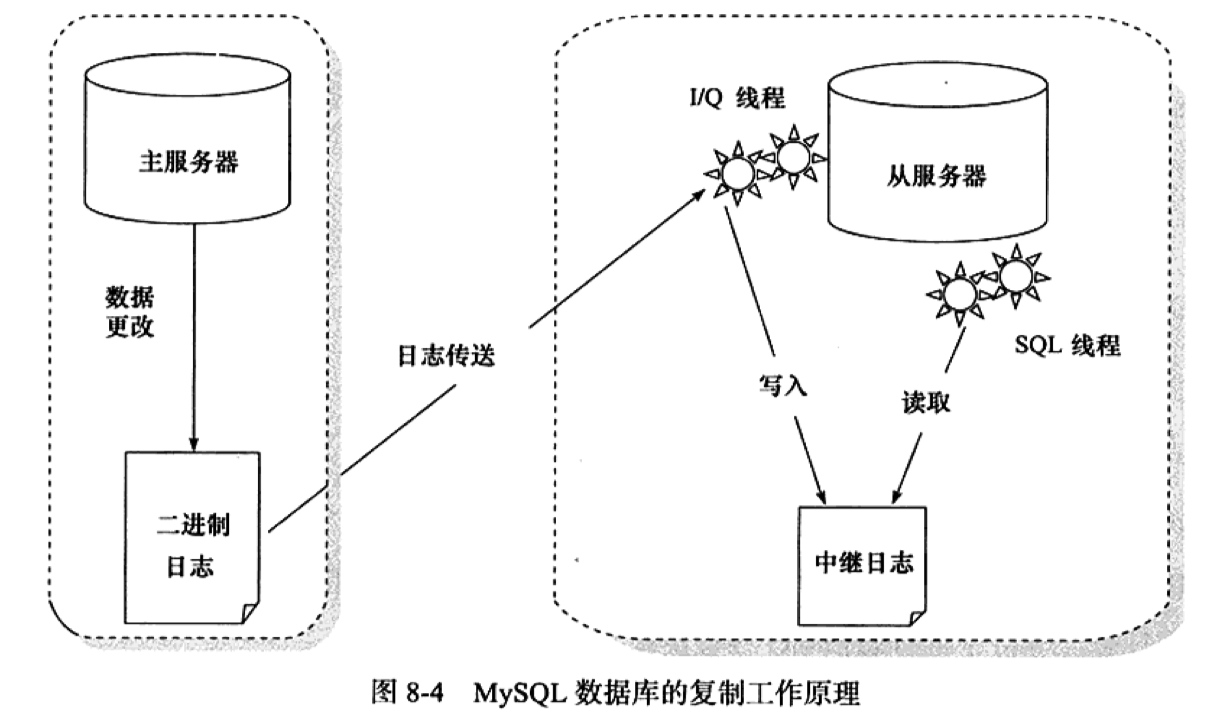 主服务器
数据
更改
二进制
日志
日志传送
I/Q 线程
从服务器
SQL 线程
写入
读取
中继日志
图 8-4 MySQL 数据库的复制工作原理